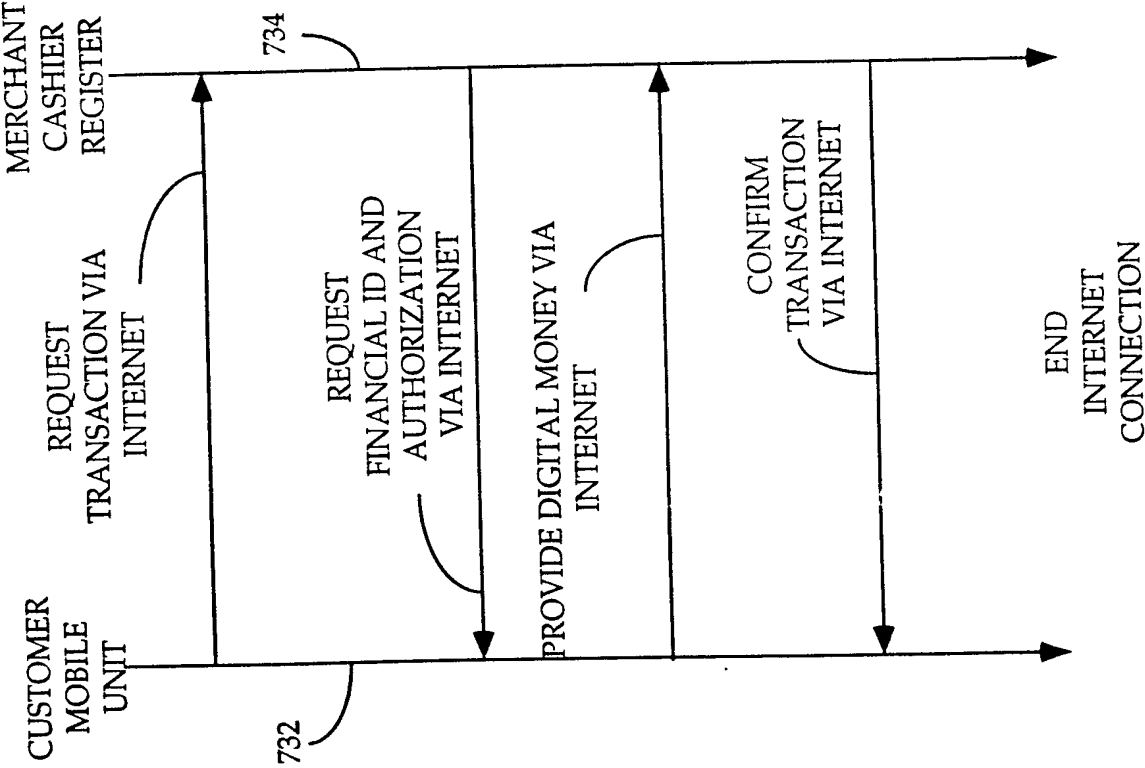 CUSTOMER
MOBILE
UNIT
MERCHANT
CASHIER
REGISTER
732
734
REQUEST
TRANSACTION VIA
INTERNET
REQUEST
FINANCIAL ID AND
AUTHORIZATION
VIA INTERNET
PROVIDE DIGITAL MONEY VIA
INTERNET
CONFIRM
TRANSACTION
VIA INTERNET
END
INTERNET
CONNECTION